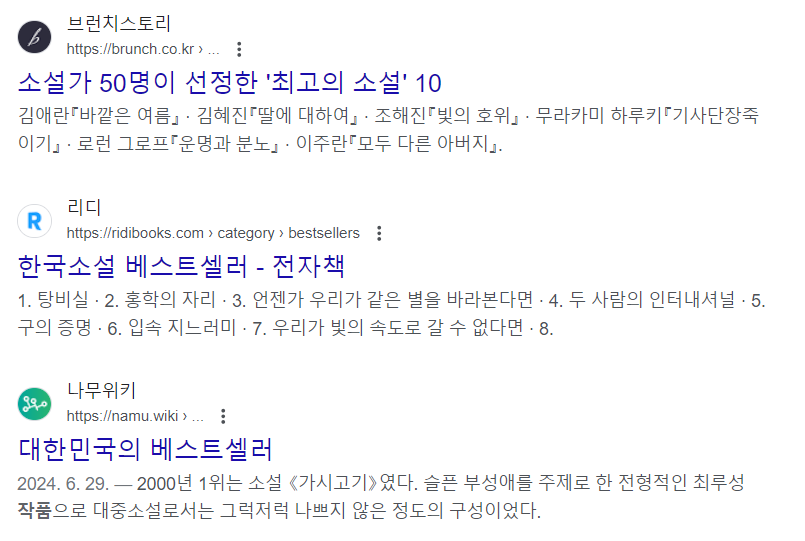 브런치스토리
https://brunch.co.kr › ...
소설가 50명이 선정한 '최고의 소설' 10
김애란『바깥은 여름』 · 김혜진『딸에 대하여』 · 조해진『빛의 호위』 · 무라카미 하루키『기사단장죽
이기』 · 로런 그로프『운명과 분노』 · 이주란『모두 다른 아버지』.
리디
https://ridibooks.com › category › bestsellers
한국소설 베스트셀러 - 전자책
1. 탕비실 · 2. 홍학의 자리 · 3. 언젠가 우리가 같은 별을 바라본다면 · 4. 두 사람의 인터내셔널 · 5.
구의 증명 · 6. 입속 지느러미 · 7. 우리가 빛의 속도로 갈 수 없다면 · 8.
나무위키
https://namu.wiki › ...
대한민국의 베스트셀러
2024. 6. 29. — 2000년 1위는 소설 《가시고기》였다. 슬픈 부성애를 주제로 한 전형적인 최루성
작품으로 대중소설로서는 그럭저럭 나쁘지 않은 정도의 구성이었다.